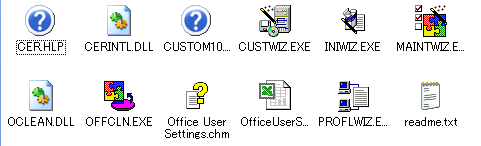 CER.HLP CERINTL.DLL CUSTOM10... CUSTWIZ.EXE INIWIZ.EXE MAINTWIZ.E...
OCLEAN.DLL OFFCLN.EXE Office User Settings.chm OfficeUserS... PROFLWIZ.E... readme.txt